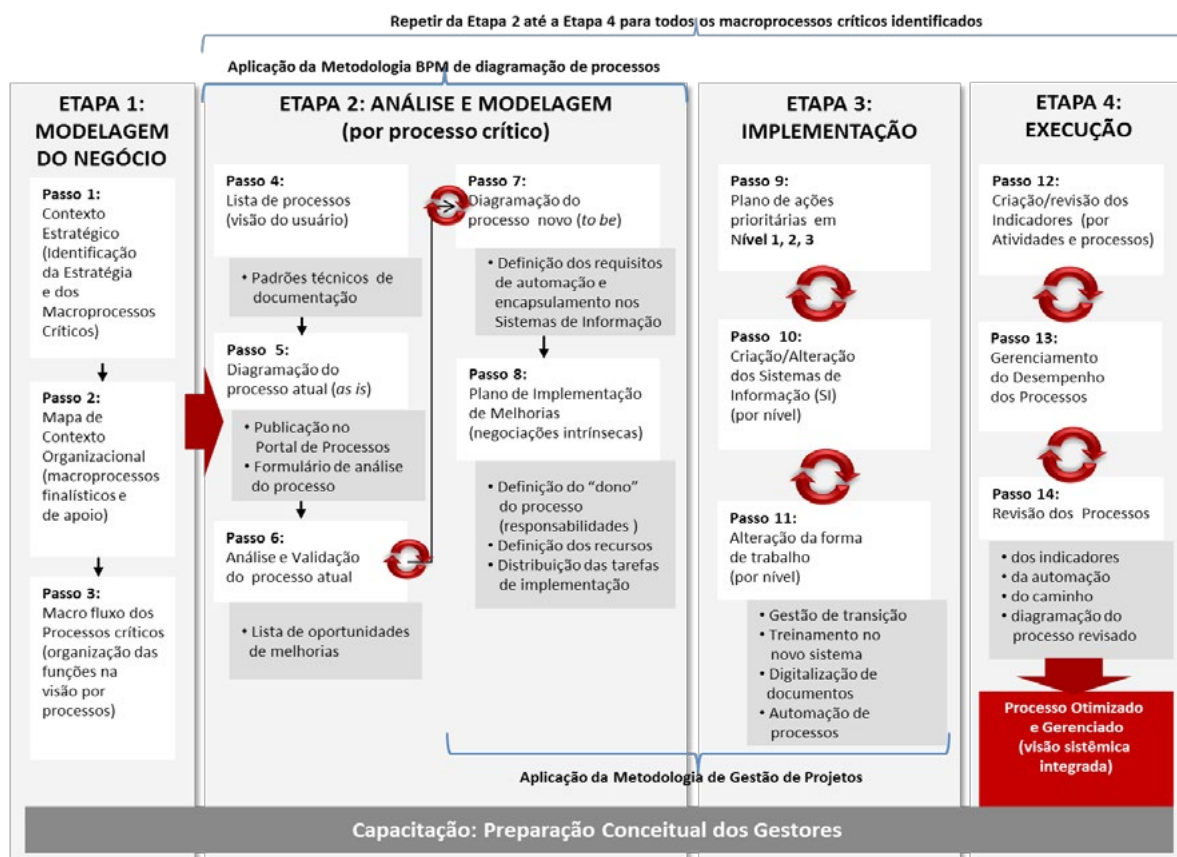 Repetir da Etapa 2 até a Etapa 4 para todos os macroprocessos críticos identificados
Aplicação da Metodologia BPM de diagramação de processos
ETAPA 1:
MODELAGEM
DO NEGÓCIO
Passo 1:
Contexto
Estratégico
(Identificação
da Estratégia
e dos
Macroprocessos
Críticos)
Passo 2:
Mapa de
Contexto
Organizacional
(macroprocessos
finalísticos e
de apoio)
Passo 3:
Macro fluxo dos
Processos críticos
(organização das
funções na
visão por
processos)
ETAPA 2: ANÁLISE E MODELAGEM
(por processo crítico)
Passo 4:
Lista de processos
(visão do usuário)
• Padrões técnicos de
documentação
Passo 5:
Diagramação do
processo atual (as is)
• Publicação no
Portal de Processos
• Formulário de análise
do processo
Passo 6:
Análise e Validação
do processo atual
• Lista de oportunidades
de melhorias
Passo 7:
Diagramação do
processo novo (to be)
• Definição dos requisitos
de automação e
encapsulamento nos
Sistemas de Informação
Passo 8:
Plano de Implementação
de Melhorias
(negociações intrínsecas)
• Definição do “dono”
do processo
(responsabilidades )
• Definição dos recursos
• Distribuição das tarefas
de implementação
ETAPA 3:
IMPLEMENTAÇÃO
Passo 9:
Plano de ações
prioritárias em
Nível 1, 2, 3
Passo 10:
Criação/Alteração
dos Sistemas de
Informação (SI)
(por nível)
Passo 11:
Alteração da forma
de trabalho
(por nível)
• Gestão de transição
• Treinamento no
novo sistema
• Digitalização de
documentos
• Automação de
processos
ETAPA 4:
EXECUÇÃO
Passo 12:
Criação/revisão dos
Indicadores (por
Atividades e processos)
Passo 13:
Gerenciamento
do Desempenho
dos Processos
Passo 14:
Revisão dos Processos
• dos indicadores
• da automação
• do caminho
• diagramação do
processo revisado
Processo Otimizado
e Gerenciado
(visão sistêmica
integrada)
Aplicação da Metodologia de Gestão de Projetos
Capacitação: Preparação Conceitual dos Gestores